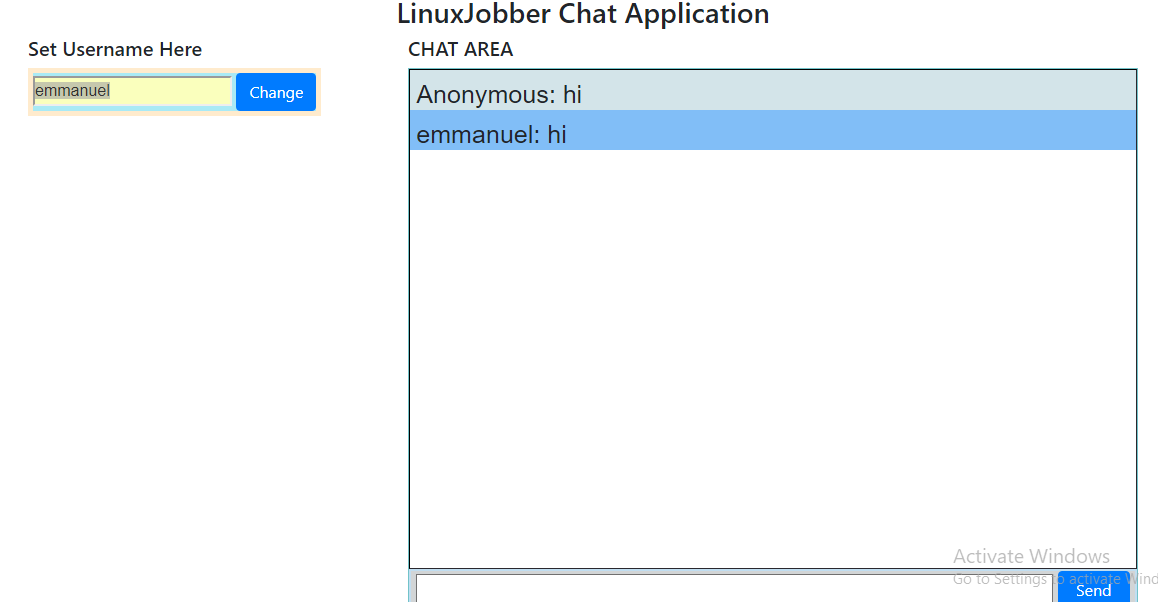 LinuxJobber Chat Application
Set Username Here
CHAT AREA
emmanuel
Change
Anonymous: hi
emmanuel: hi
Activate Windows
Go to Settings to activate Wind
Send